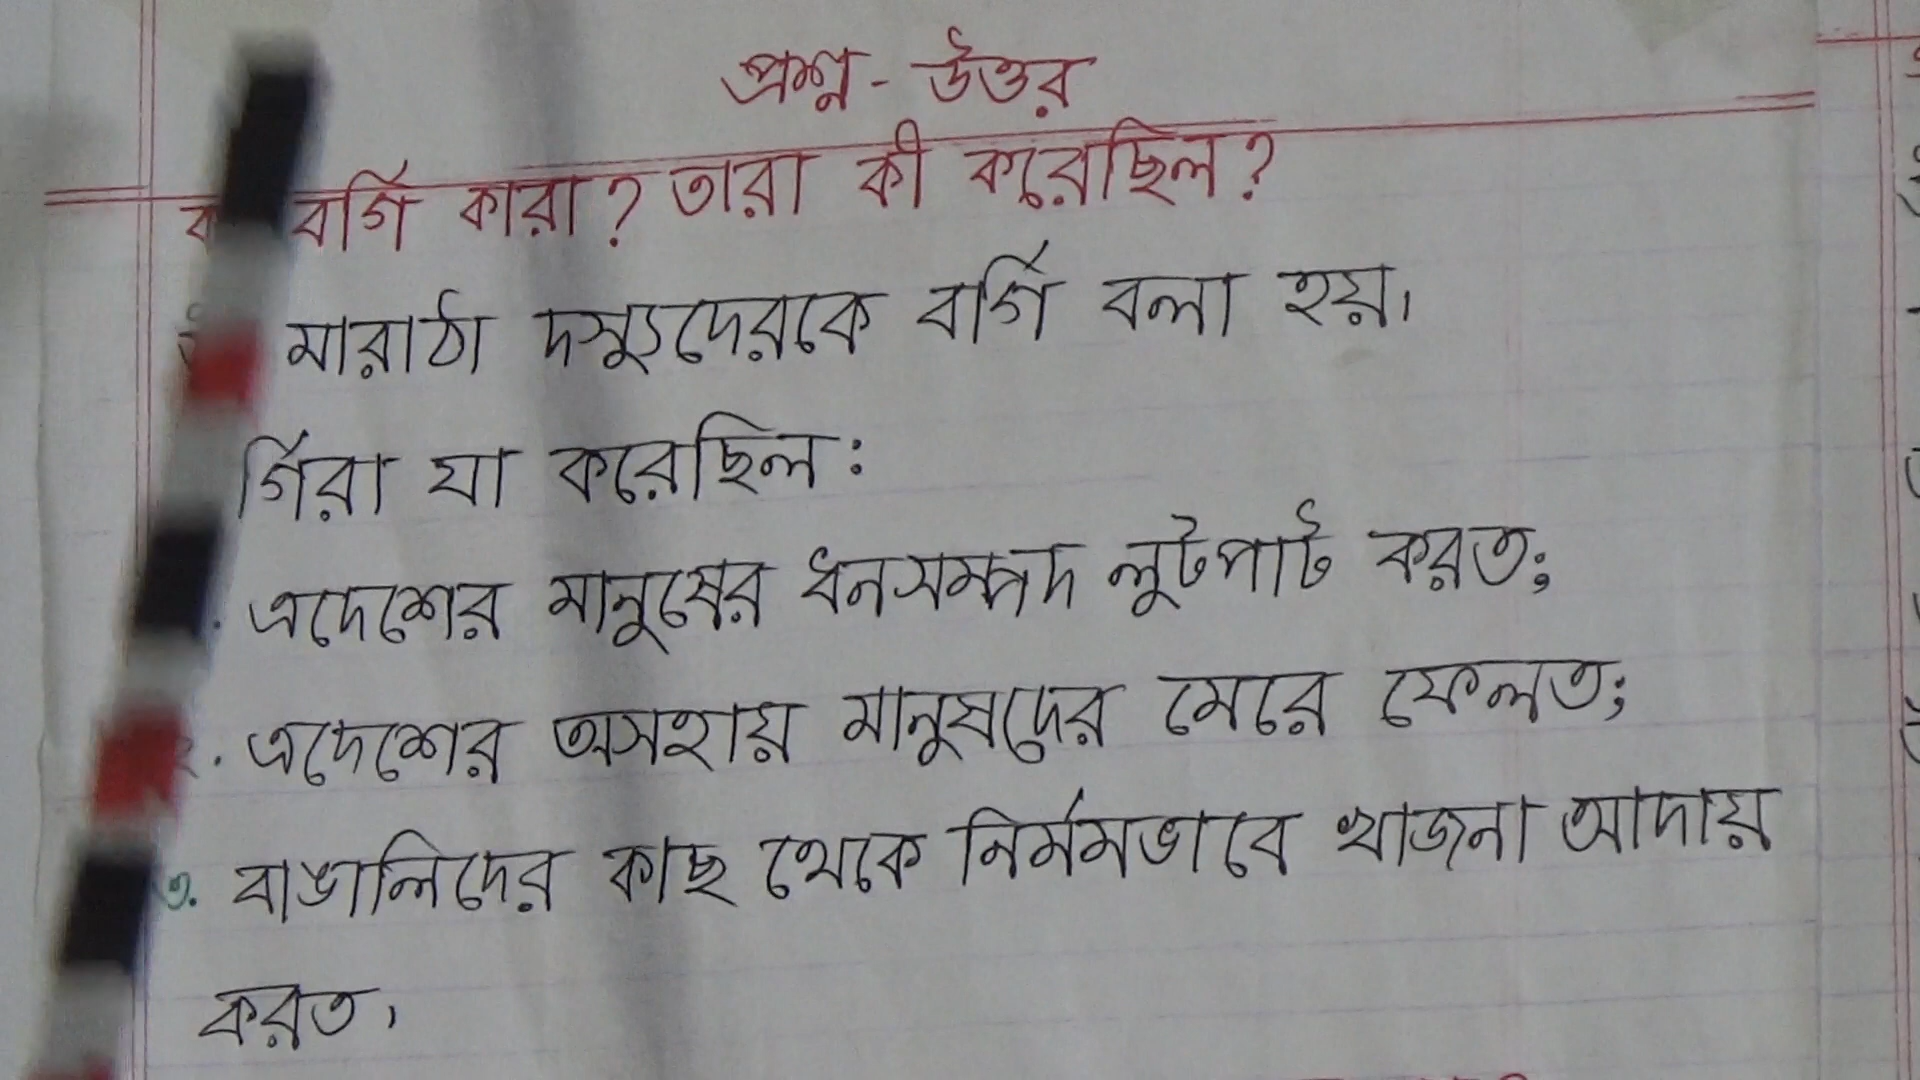 প্রশ্ন - উত্তর
বর্গি কারা? তারা কী করেছিল?
মারাঠা দস্যুদেরকে বর্গি বলা হয়।
র্গিরা যা করেছিল:
এদেশের মানুষের ধনসম্পদ লুটপাট করত;
২. এদেশের অসহায় মানুষদের মেরে ফেলত;
৩. বাঙালিদের কাছ থেকে নির্মমভাবে খাজনা আদায়
করত।